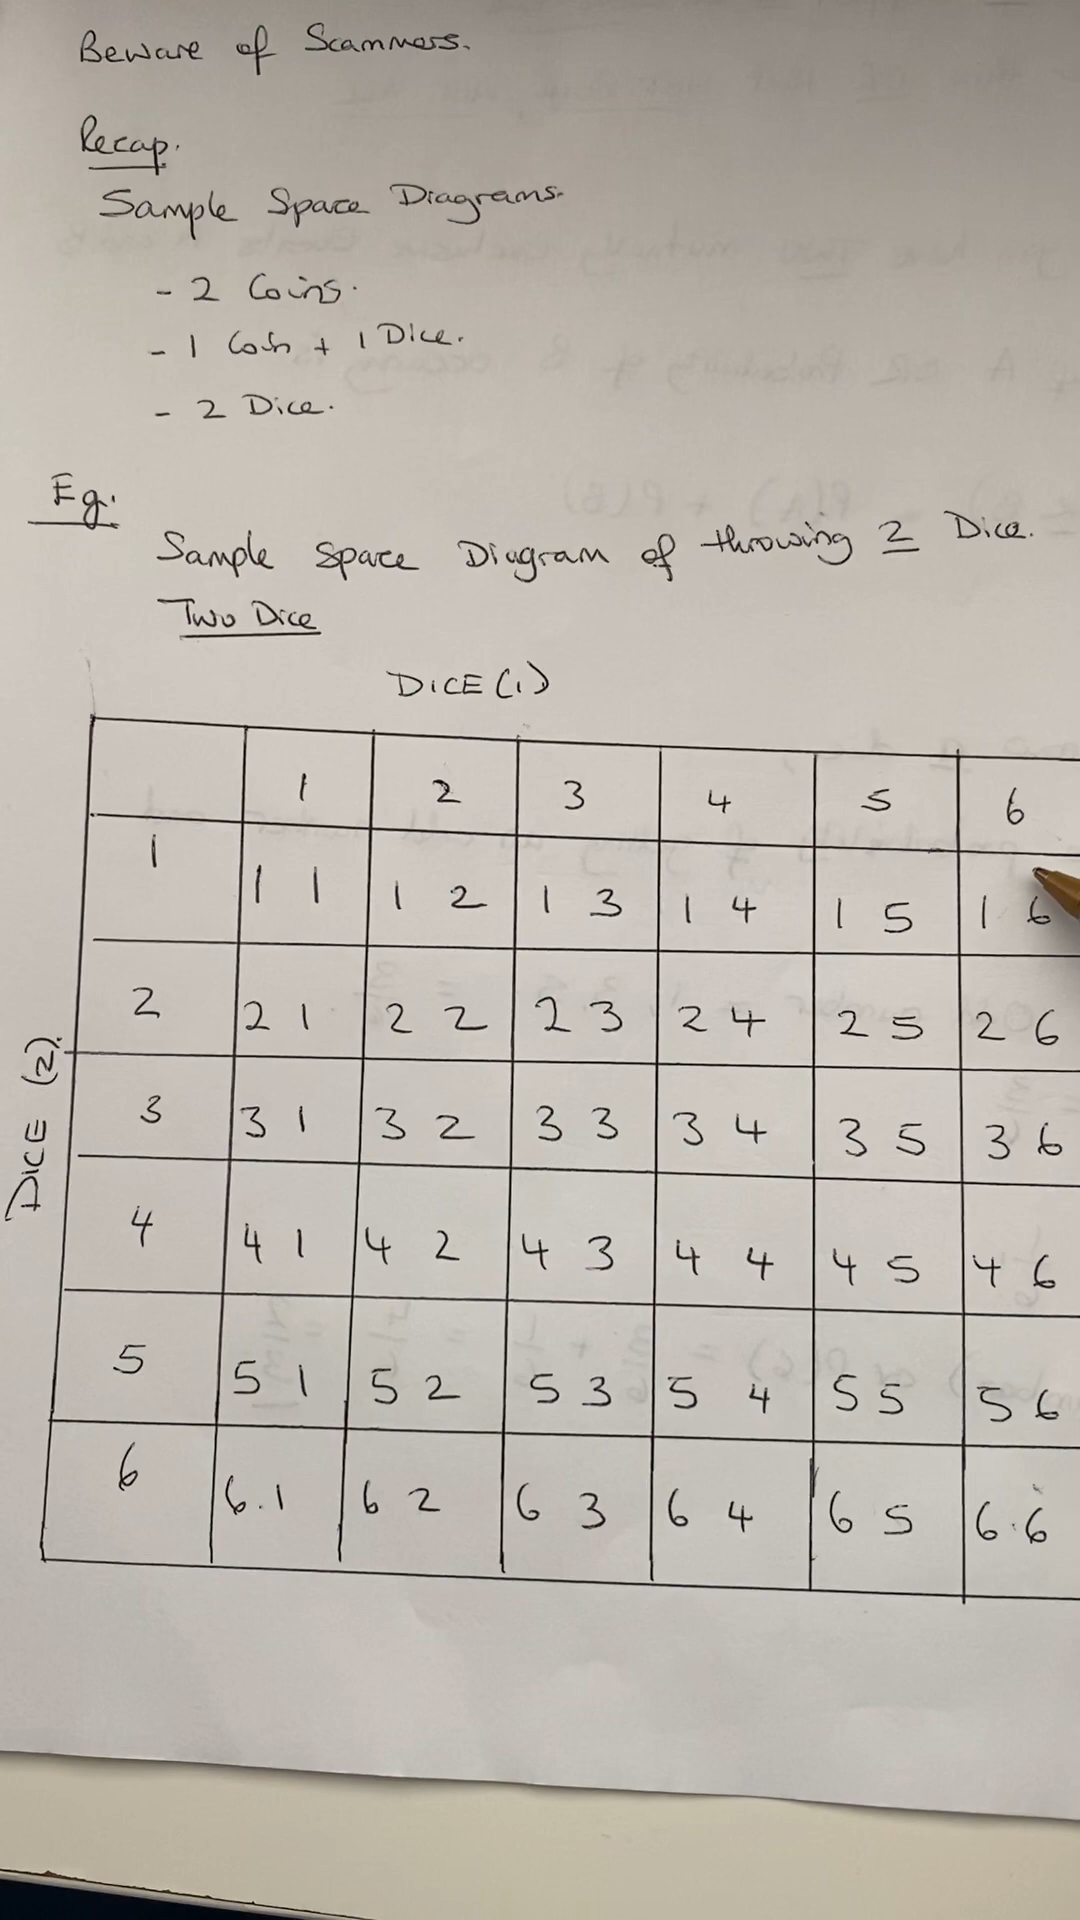 Beware of Scammers.
Recap.
Sample Space Diagrams.
- 2 Coins.
- 1 Coin + 1 Dice.
- 2 Dice.
Eg.
Sample Space Diagram of throwing 2 Dice.
Two Dice
DICE (1)
1 2 3 4 5 6
1 1 1 1 2 1 3 1 4 1 5 1 6
2 2 1 2 2 2 3 2 4 2 5 2 6
DICE (2)
3 3 1 3 2 3 3 3 4 3 5 3 6
4 4 1 4 2 4 3 4 4 4 5 4 6
5 5 1 5 2 5 3 5 4 5 5 5 6
6 6.1 6 2 6 3 6 4 6 5 6.6